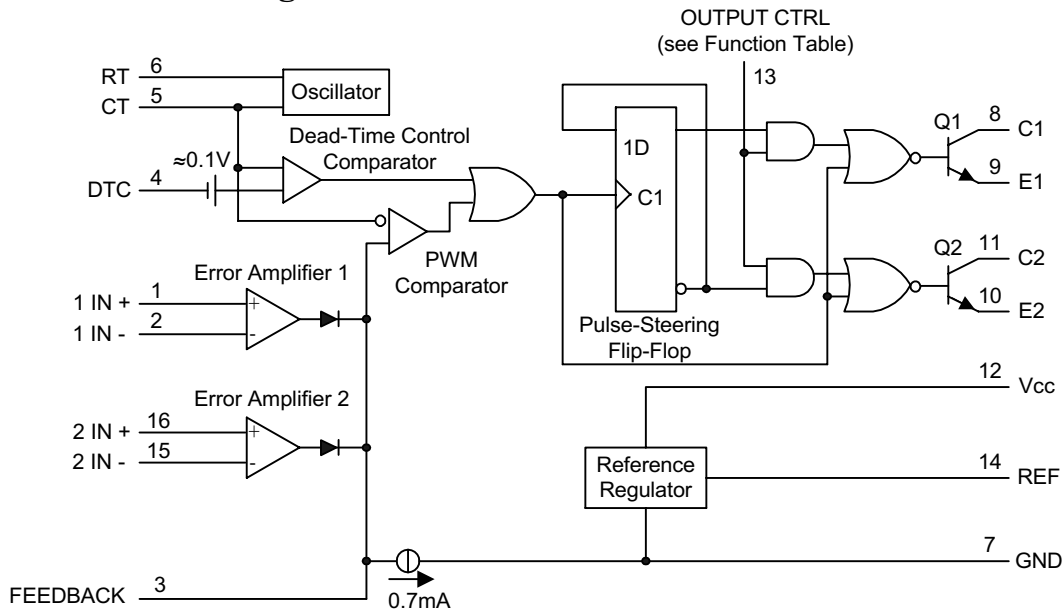 OUTPUT CTRL
(see Function Table)
RT 6
CT 5
Oscillator
13
Dead-Time Control
Comparator
≈0.1V
DTC 4
1D
C1
Q1
8 C1
9 E1
PWM
Comparator
Error Amplifier 1
1 IN + 1
1 IN - 2
+
-
Q2
11 C2
10 E2
Pulse-Steering
Flip-Flop
12 Vcc
Error Amplifier 2
2 IN + 16
2 IN - 15
+
-
Reference
Regulator
14 REF
7 GND
FEEDBACK 3
0.7mA